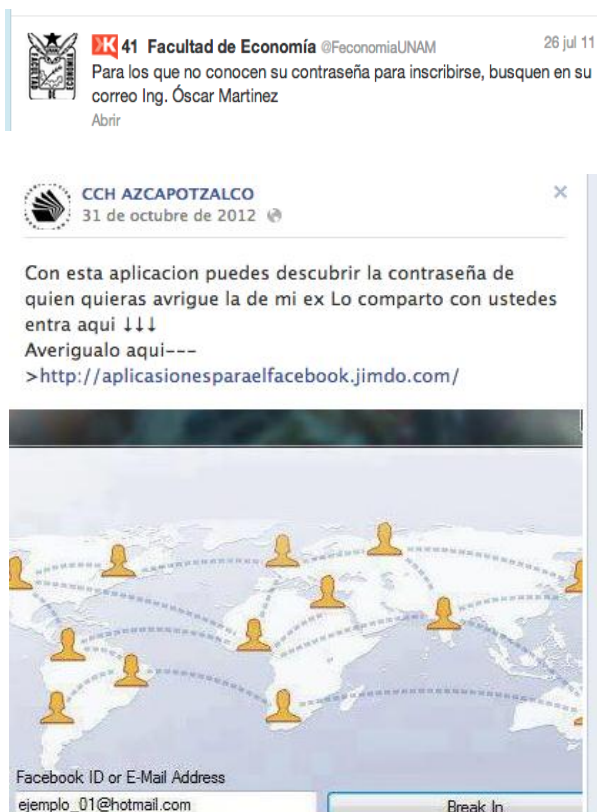 41 Facultad de Economía @FeconomiaUNAM 26 jul 11
Para los que no conocen su contraseña para inscribirse, busquen en su
correo Ing. Óscar Martinez
Abrir
CCH AZCAPOTZALCO
31 de octubre de 2012
Con esta aplicacion puedes descubrir la contraseña de
quien quieras avrigue la de mi ex Lo comparto con ustedes
entra aqui ↓↓↓
Averigualo aqui---
>http://aplicasionesparaelfacebook.jimdo.com/
Facebook ID or E-Mail Address
ejemplo_01@hotmail.com
Break In